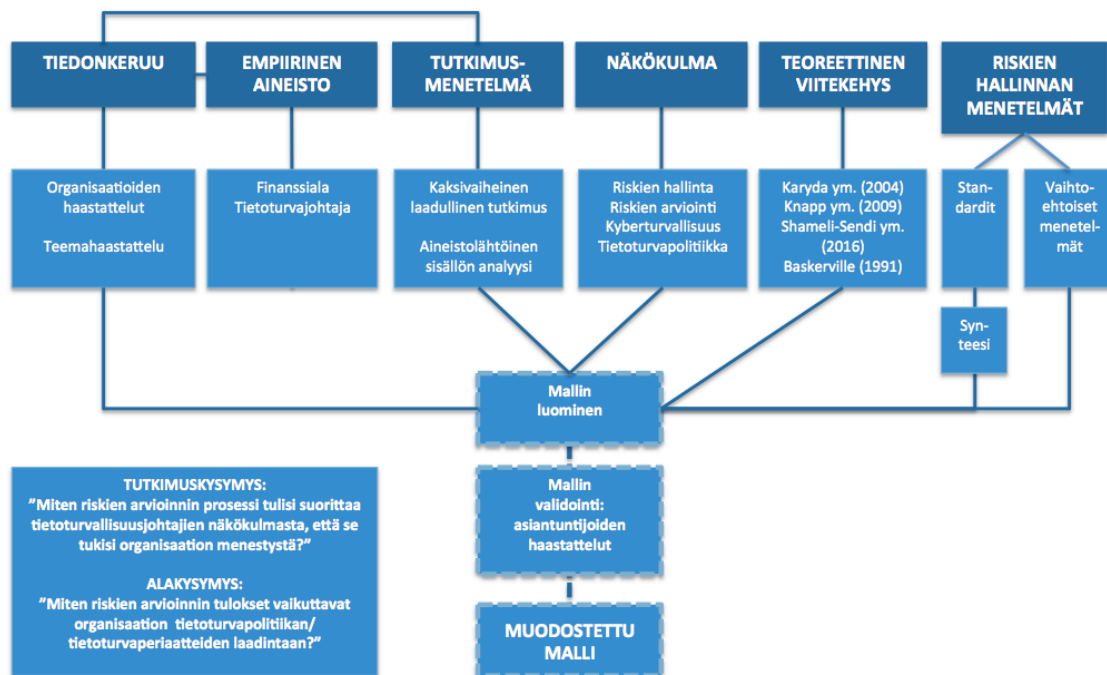 TIEDONKERUU
EMPIIRINEN
AINEISTO
TUTKIMUS-
MENETELMÄ
NÄKÖKULMA
TEOREETTINEN
VIITEKEHYS
RISKIEN
HALLINNAN
MENETELMÄT
Organisaatioiden
haastattelut
Teemahaastattelu
Finanssiala
Tietoturvajohtaja
Kaksivaiheinen
laadullinen tutkimus
Aineistolähtöinen
sisällön analyysi
Riskien hallinta
Riskien arviointi
Kyberturvallisuus
Tietoturvapolitiikka
Karyda ym. (2004)
Knapp ym. (2009)
Shameli-Sendi ym.
(2016)
Baskerville (1991)
Stan-
dardit
Vaihto-
ehtoiset
menetel-
mät
Syn-
teesi
Mallin
luominen
Mallin
validointi:
asiantuntijoiden
haastattelut
MUODOSTETTU
MALLI
TUTKIMUSKYSYMYS:
”Miten riskien arvioinnin prosessi tulisi suorittaa
tietoturvallisuusjohtajien näkökulmasta, että se
tukisi organisaation menestystä?”
ALAKYSYMYS:
”Miten riskien arvioinnin tulokset vaikuttavat
organisaation tietoturvapolitiikan/
tietoturvaperiaatteiden laadintaan?”